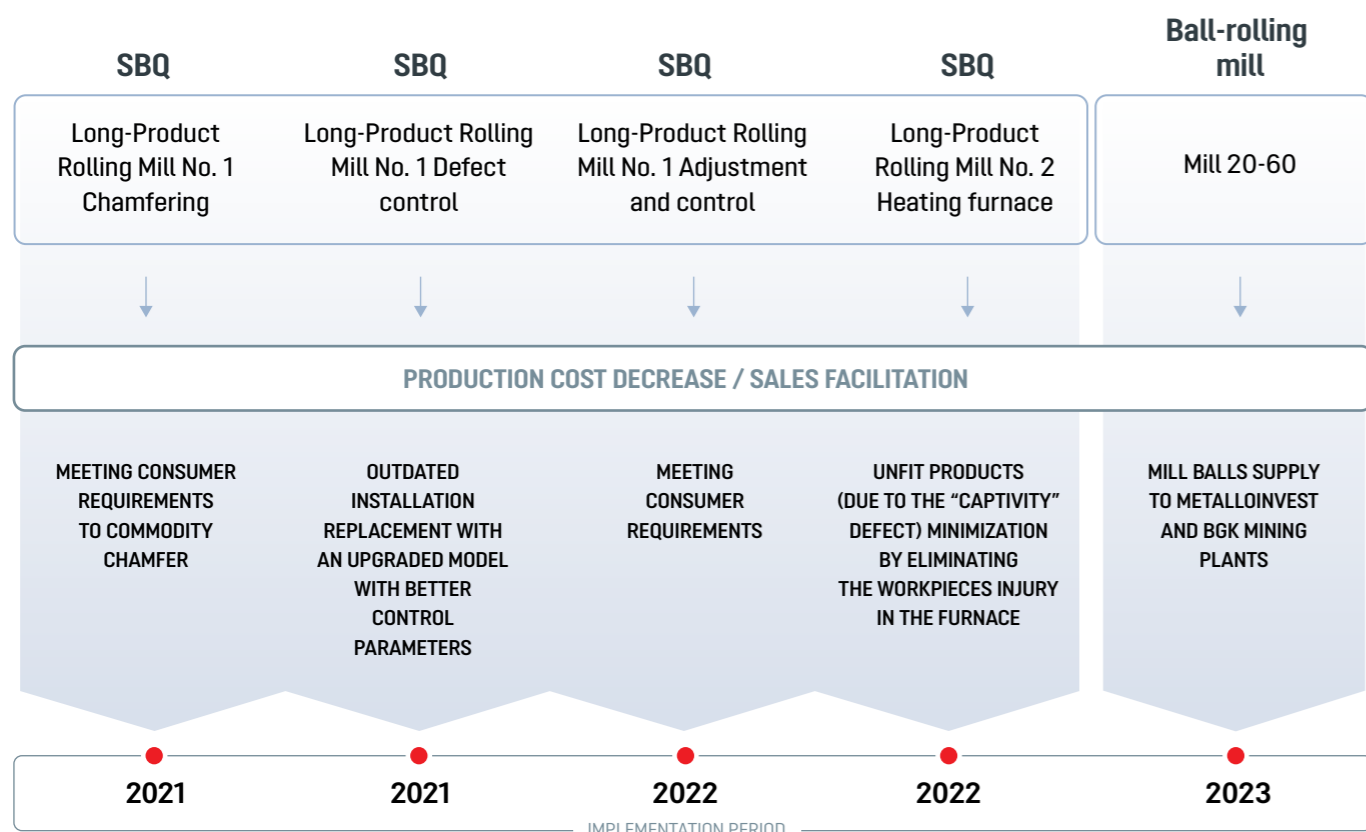 SBQ
SBQ
SBQ
SBQ
Ball-rolling
mill
Long-Product
Rolling Mill No. 1
Chamfering
Long-Product Rolling
Mill No. 1 Defect
control
Long-Product Rolling
Mill No. 1 Adjustment
and control
Long-Product
Rolling Mill No. 2
Heating furnace
Mill 20-60
PRODUCTION COST DECREASE / SALES FACILITATION
MEETING CONSUMER
REQUIREMENTS
TO COMMODITY
CHAMFER
OUTDATED
INSTALLATION
REPLACEMENT WITH
AN UPGRADED MODEL
WITH BETTER
CONTROL
PARAMETERS
MEETING
CONSUMER
REQUIREMENTS
UNFIT PRODUCTS
(DUE TO THE “CAPTIVITY”
DEFECT) MINIMIZATION
BY ELIMINATING
THE WORKPIECES INJURY
IN THE FURNACE
MILL BALLS SUPPLY
TO METALLOINVEST
AND BGK MINING
PLANTS
2021
2021
2022
2022
2023
IMPLEMENTATION PERIOD